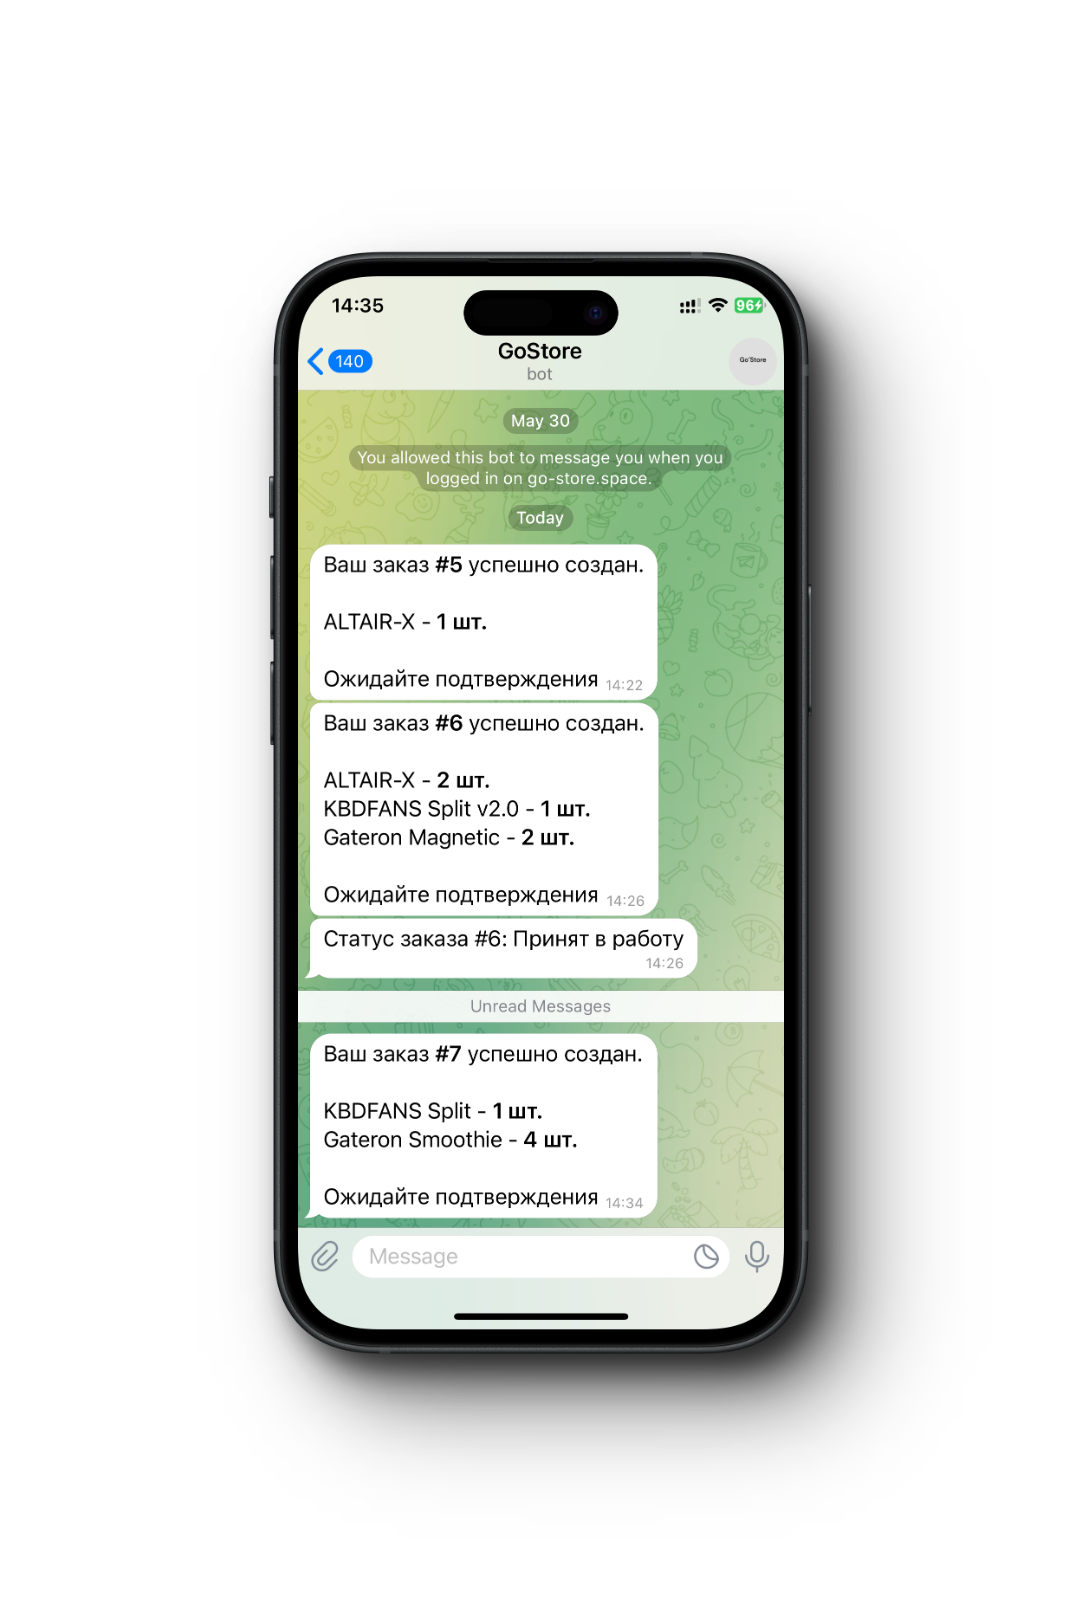 14:35
96
140
GoStore
bot
Go'Store
May 30
You allowed this bot to message you when you
logged in on go-store.space.
Today
Ваш заказ #5 успешно создан.
ALTAIR-X - 1 шт.
Ожидайте подтверждения 14:22
Ваш заказ #6 успешно создан.
ALTAIR-X - 2 шт.
KBDFANS Split v2.0 - 1 шт.
Gateron Magnetic - 2 шт.
Ожидайте подтверждения 14:26
Статус заказа #6: Принят в работу
14:26
Unread Messages
Ваш заказ #7 успешно создан.
KBDFANS Split - 1 шт.
Gateron Smoothie - 4 шт.
Ожидайте подтверждения 14:34
Message